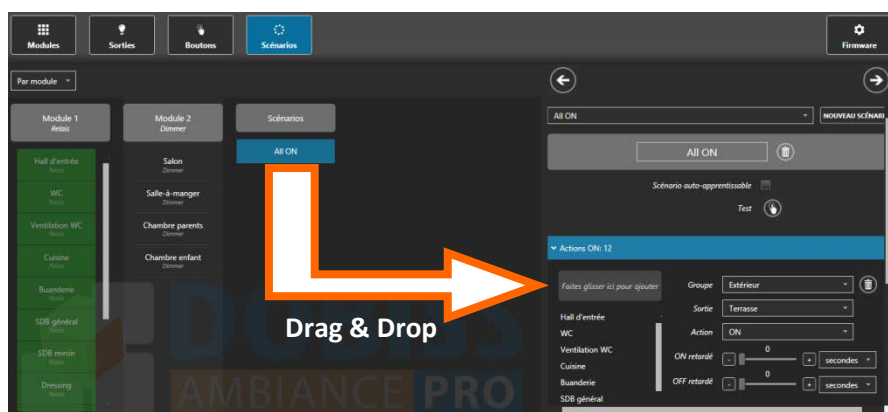 Modules
Sorties
Boutons
Scénarios
Firmware
Par module
Module 1
Relais
Module 2
Dimmer
Scénarios
All ON
NOUVEAU SCÉNARI
Hall d'entrée
Relais
Salon
Dimmer
All ON
All ON
WC
Relais
Salle-à-manger
Dimmer
Scénario auto-apprentissable
Ventilation WC
Relais
Chambre parents
Dimmer
Test
Cuisine
Relais
Chambre enfant
Dimmer
Actions ON: 12
Buanderie
Relais
Faites glisser ici pour ajouter
Groupe
Extérieur
SDB général
Relais
Drag & Drop
Hall d'entrée
Sortie
Terrasse
WC
Action
ON
SDB miroir
Relais
Ventilation WC
ON retardé
-
0
+
secondes
Cuisine
Dressing
Relais
Buanderie
OFF retardé
-
0
+
secondes
SDB général
DOBISS
AMBIANCE PRO